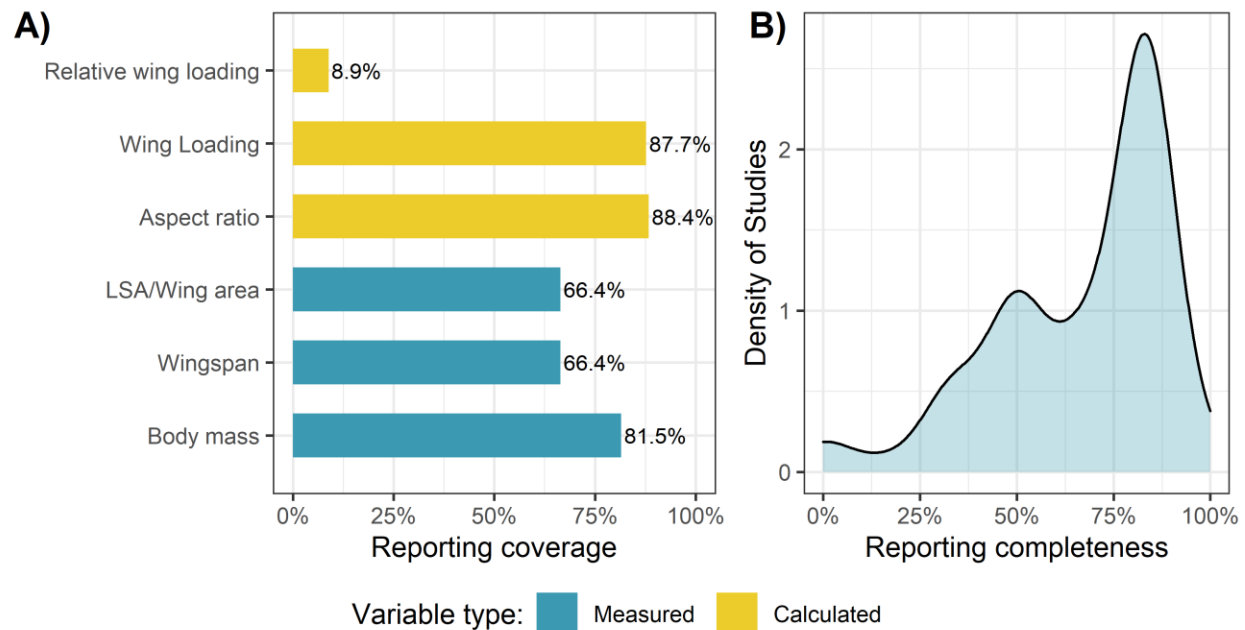 A)
Relative wing loading
8.9%
Wing Loading
87.7%
Aspect ratio
88.4%
LSA/Wing area
66.4%
Wingspan
66.4%
Body mass
81.5%
0% 25% 50% 75% 100%
Reporting coverage
B)
Density of Studies
2
1
0
0% 25% 50% 75% 100%
Reporting completeness
Variable type: Measured Calculated